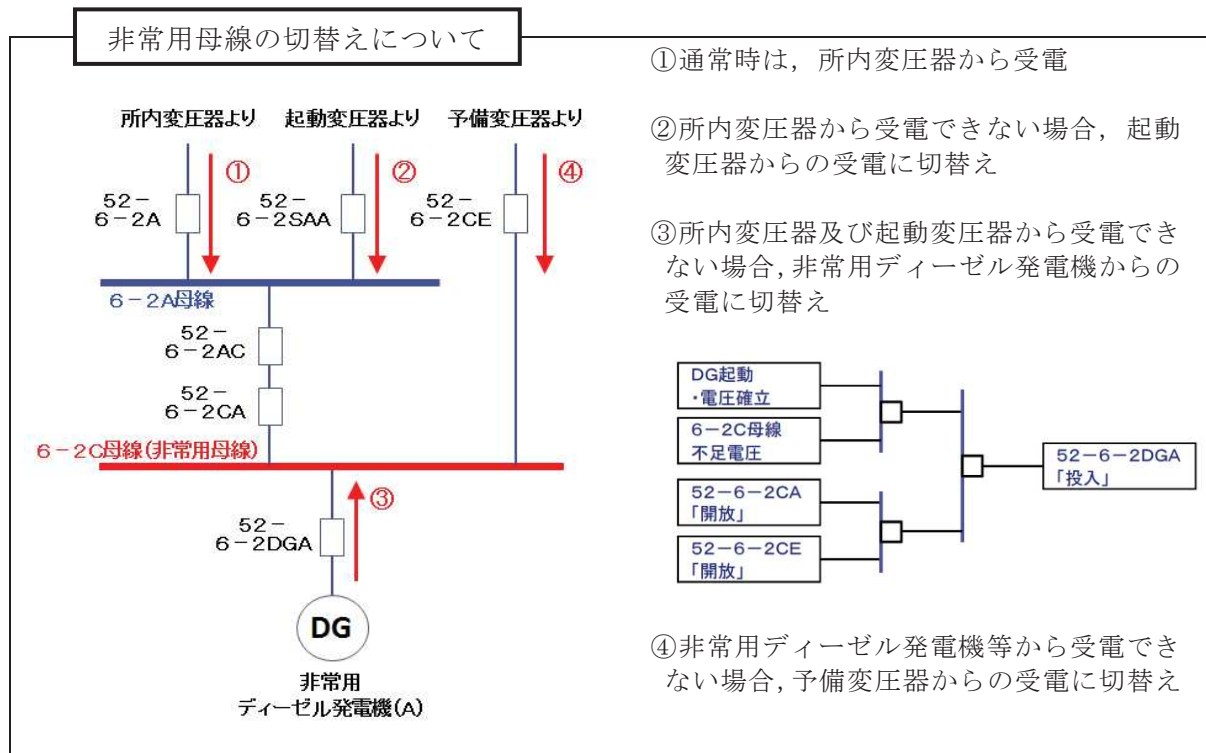 非常用母線の切替えについて
所内変圧器より
起動変圧器より
予備変圧器より
①
②
④
52-
6-2A
52-
6-2SAA
52-
6-2CE
6-2A母線
52-
6-2AC
52-
6-2CA
6-2C母線(非常用母線)
③
52-
6-2DGA
DG
非常用
ディーゼル発電機(A)
①通常時は，所内変圧器から受電
②所内変圧器から受電できない場合，起動
変圧器からの受電に切替え
③所内変圧器及び起動変圧器から受電でき
ない場合，非常用ディーゼル発電機からの
受電に切替え
DG起動
・電圧確立
6-2C母線
不足電圧
52-6-2CA
「開放」
52-6-2CE
「開放」
52-6-2DGA
「投入」
④非常用ディーゼル発電機等から受電でき
ない場合，予備変圧器からの受電に切替え